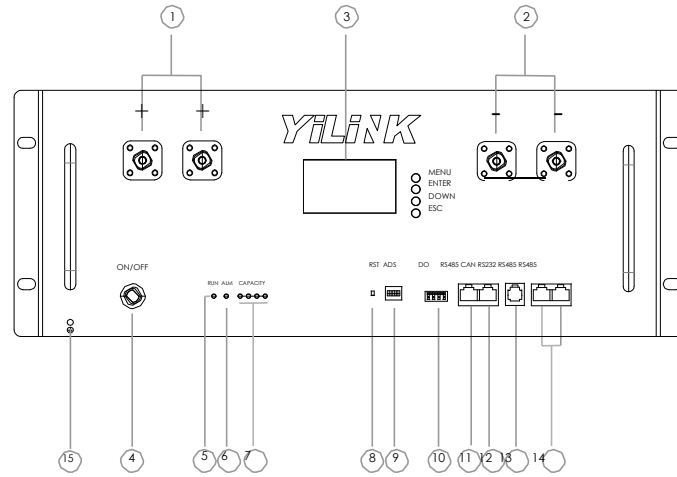 1 3 2
+ + - -
YiLiNK
MENU
ENTER
DOWN
ESC
ON/OFF
RST ADS DO RS485 CAN RS232 RS485 RS485
RUN ALM CAPACITY
15 4 5 6 7 8 9 10 11 12 13 14